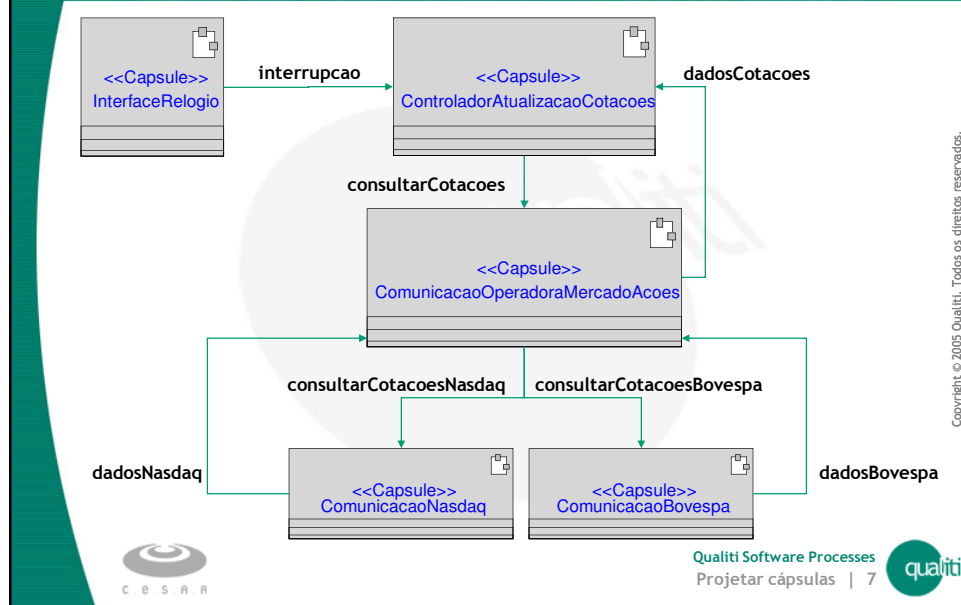 <<Capsule>>
InterfaceRelogio
interrupcao
<<Capsule>>
ControladorAtualizacaoCotacoes
dadosCotacoes
consultarCotacoes
<<Capsule>>
ComunicacaoOperadoraMercadoAcoes
consultarCotacoesNasdaq
consultarCotacoesBovespa
dadosNasdaq
<<Capsule>>
ComunicacaoNasdaq
<<Capsule>>
ComunicacaoBovespa
dadosBovespa
Copyright © 2005 Qualiti. Todos os direitos reservados.
C.e.S.A.R
Qualiti Software Processes
Projetar cápsulas | 7
qualiti